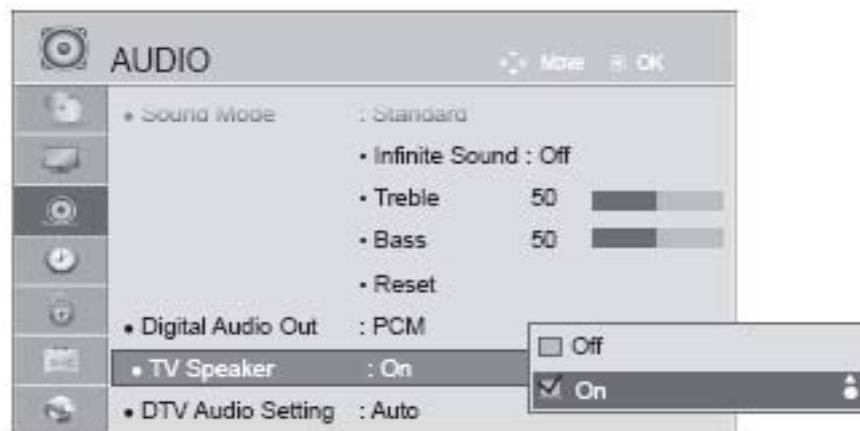 AUDIO
Move OK
• Sound Mode : Standard
• Infinite Sound : Off
• Treble 50
• Bass 50
• Reset
• Digital Audio Out : PCM
Off
• TV Speaker : On
On
• DTV Audio Setting : Auto